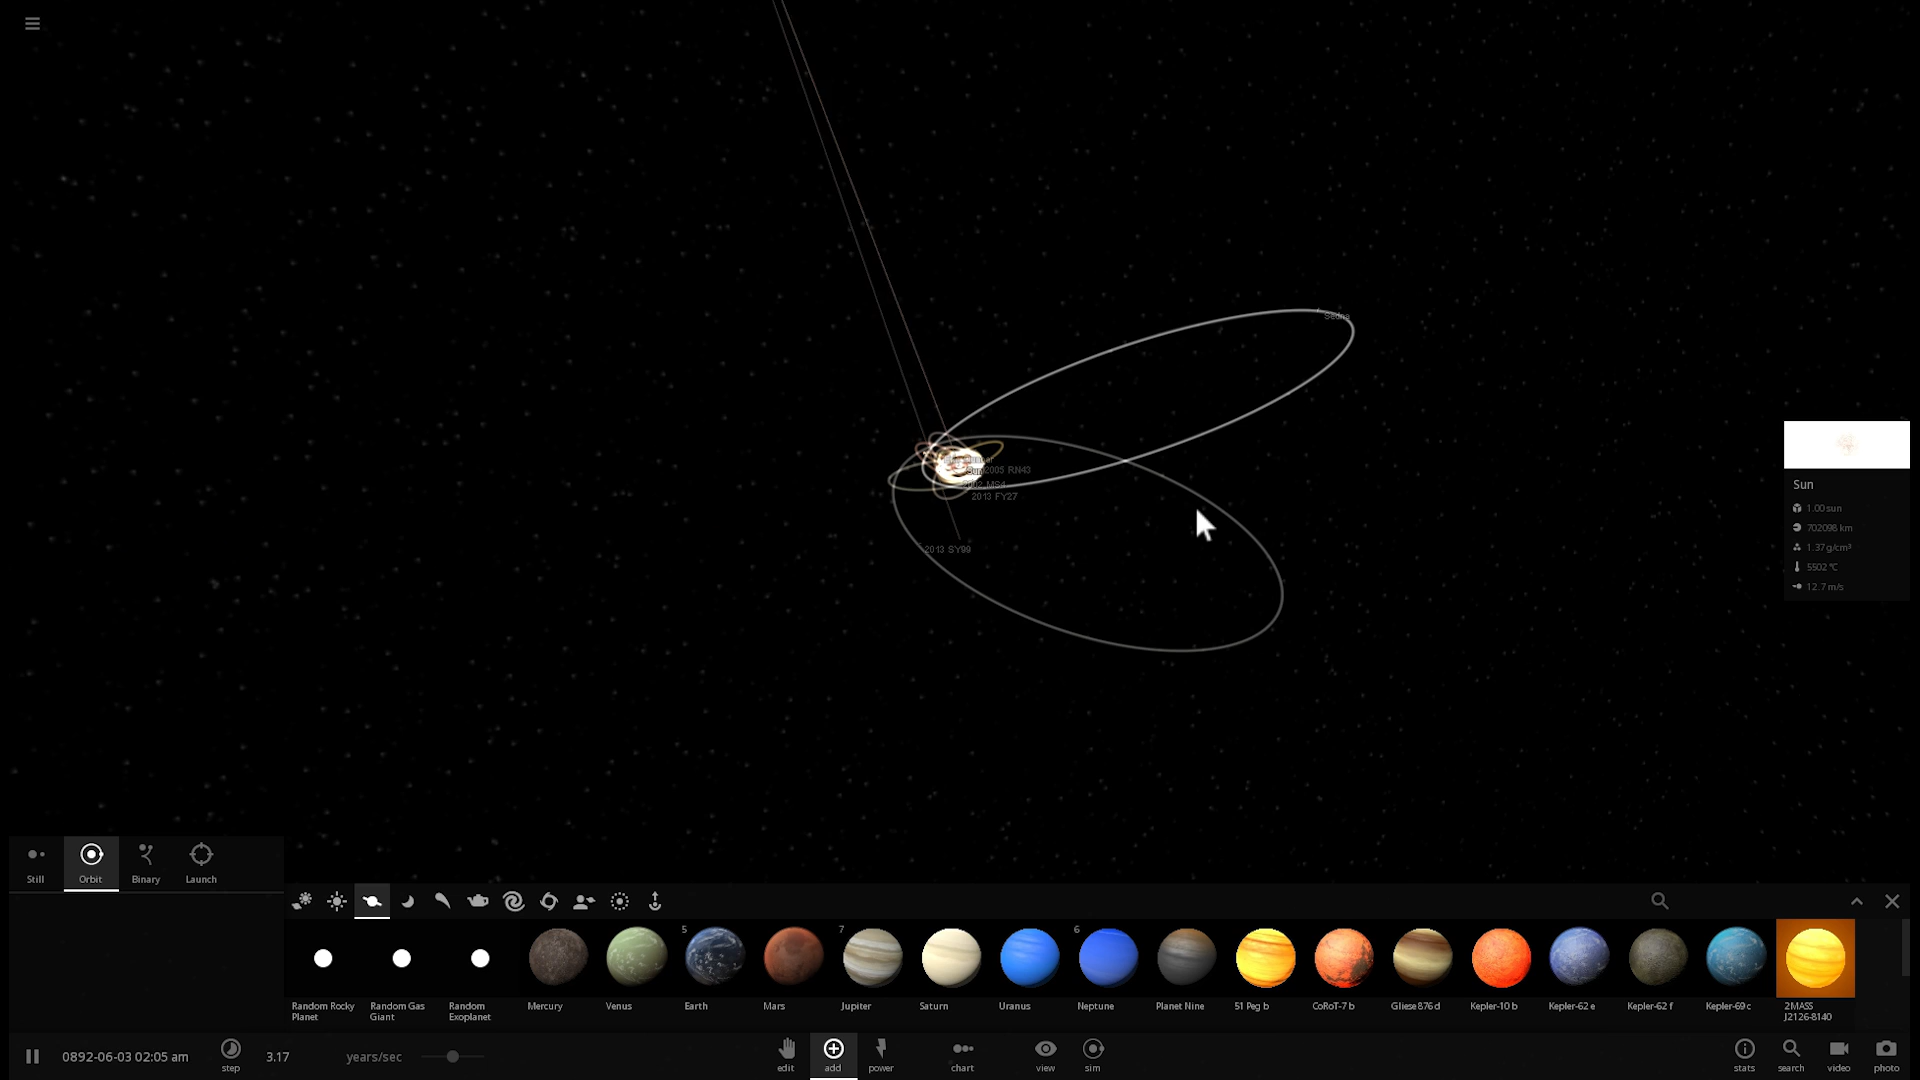 Sedna
2005 RN43
2013 FY27
2013 SY99
Sun
1.00 sun
702098 km
1.37 g/cm³
5502 °C
12.7 m/s
Still
Orbit
Binary
Launch
5
7
6
Random Rocky
Planet
Random Gas
Giant
Random
Exoplanet
Mercury
Venus
Earth
Mars
Jupiter
Saturn
Uranus
Neptune
Planet Nine
51 Peg b
CoRoT-7 b
Gliese 876 d
Kepler-10 b
Kepler-62 e
Kepler-62 f
Kepler-69 c
2MASS
J2126-8140
0892-06-03 02:05 am
step
3.17
years/sec
edit
add
power
chart
view
sim
stats
search
video
photo